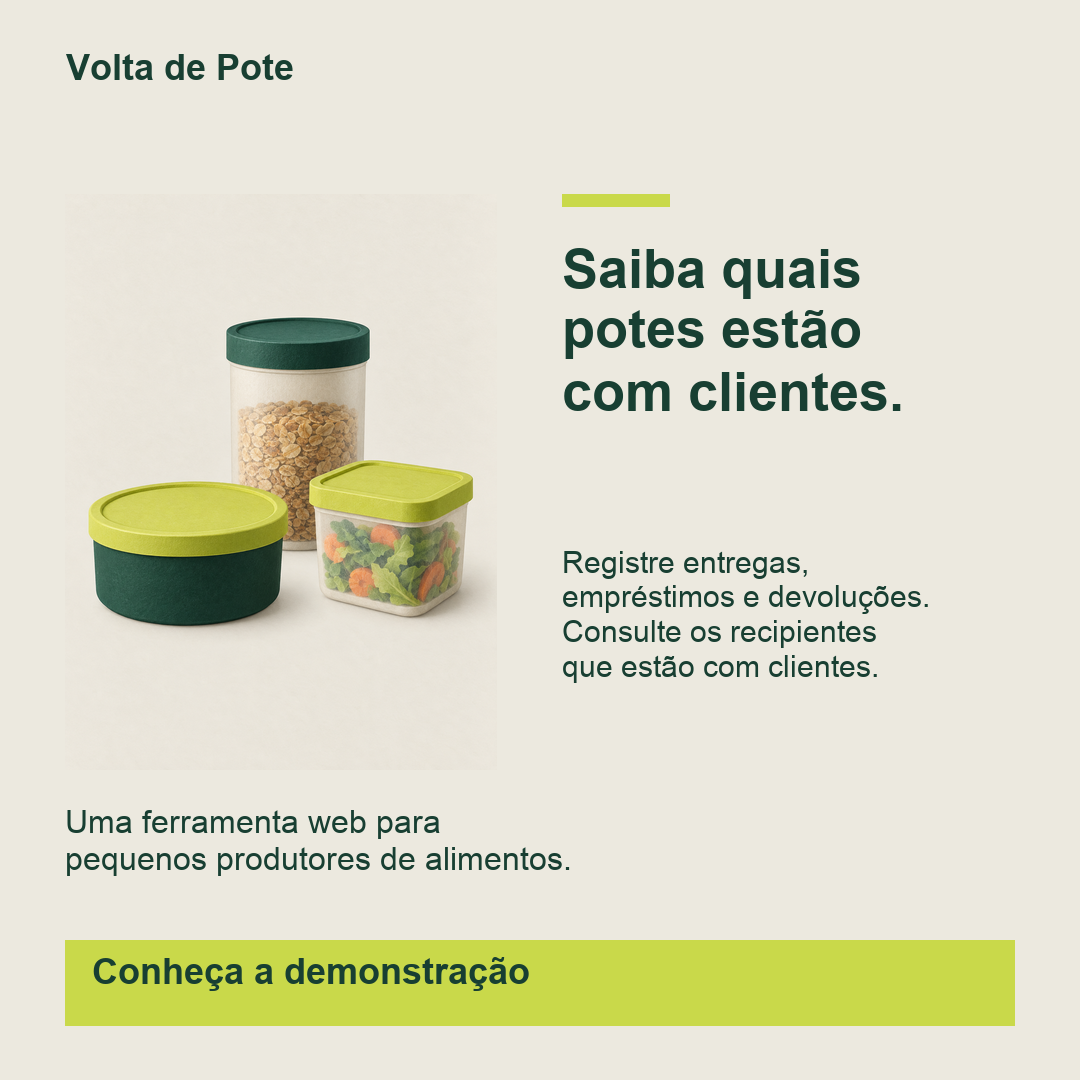 Volta de Pote
Saiba quais
potes estão
com clientes.
Registre entregas,
empréstimos e devoluções.
Consulte os recipientes
que estão com clientes.
Uma ferramenta web para
pequenos produtores de alimentos.
Conheça a demonstração